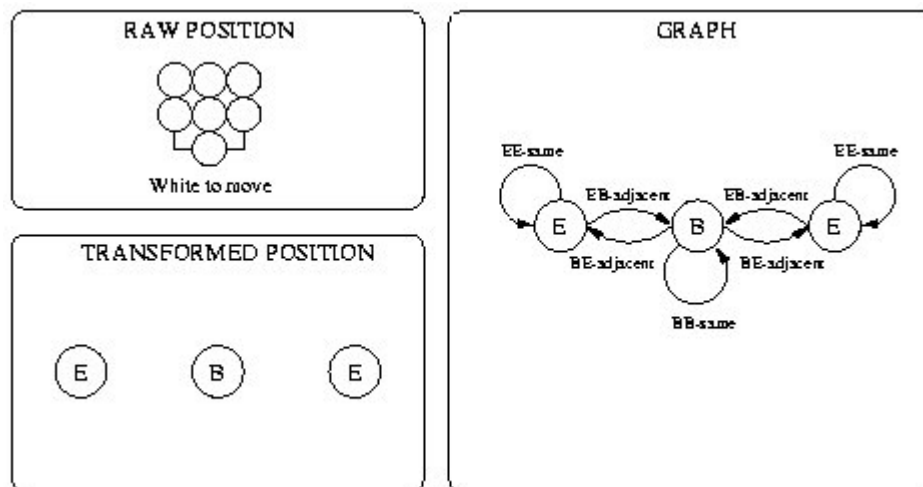 RAW POSITION
White to move
TRANSFORMED POSITION
E B E
GRAPH
EE-same EE-same
EB-adjacent EB-adjacent
E B E
BE-adjacent BE-adjacent
BB-same